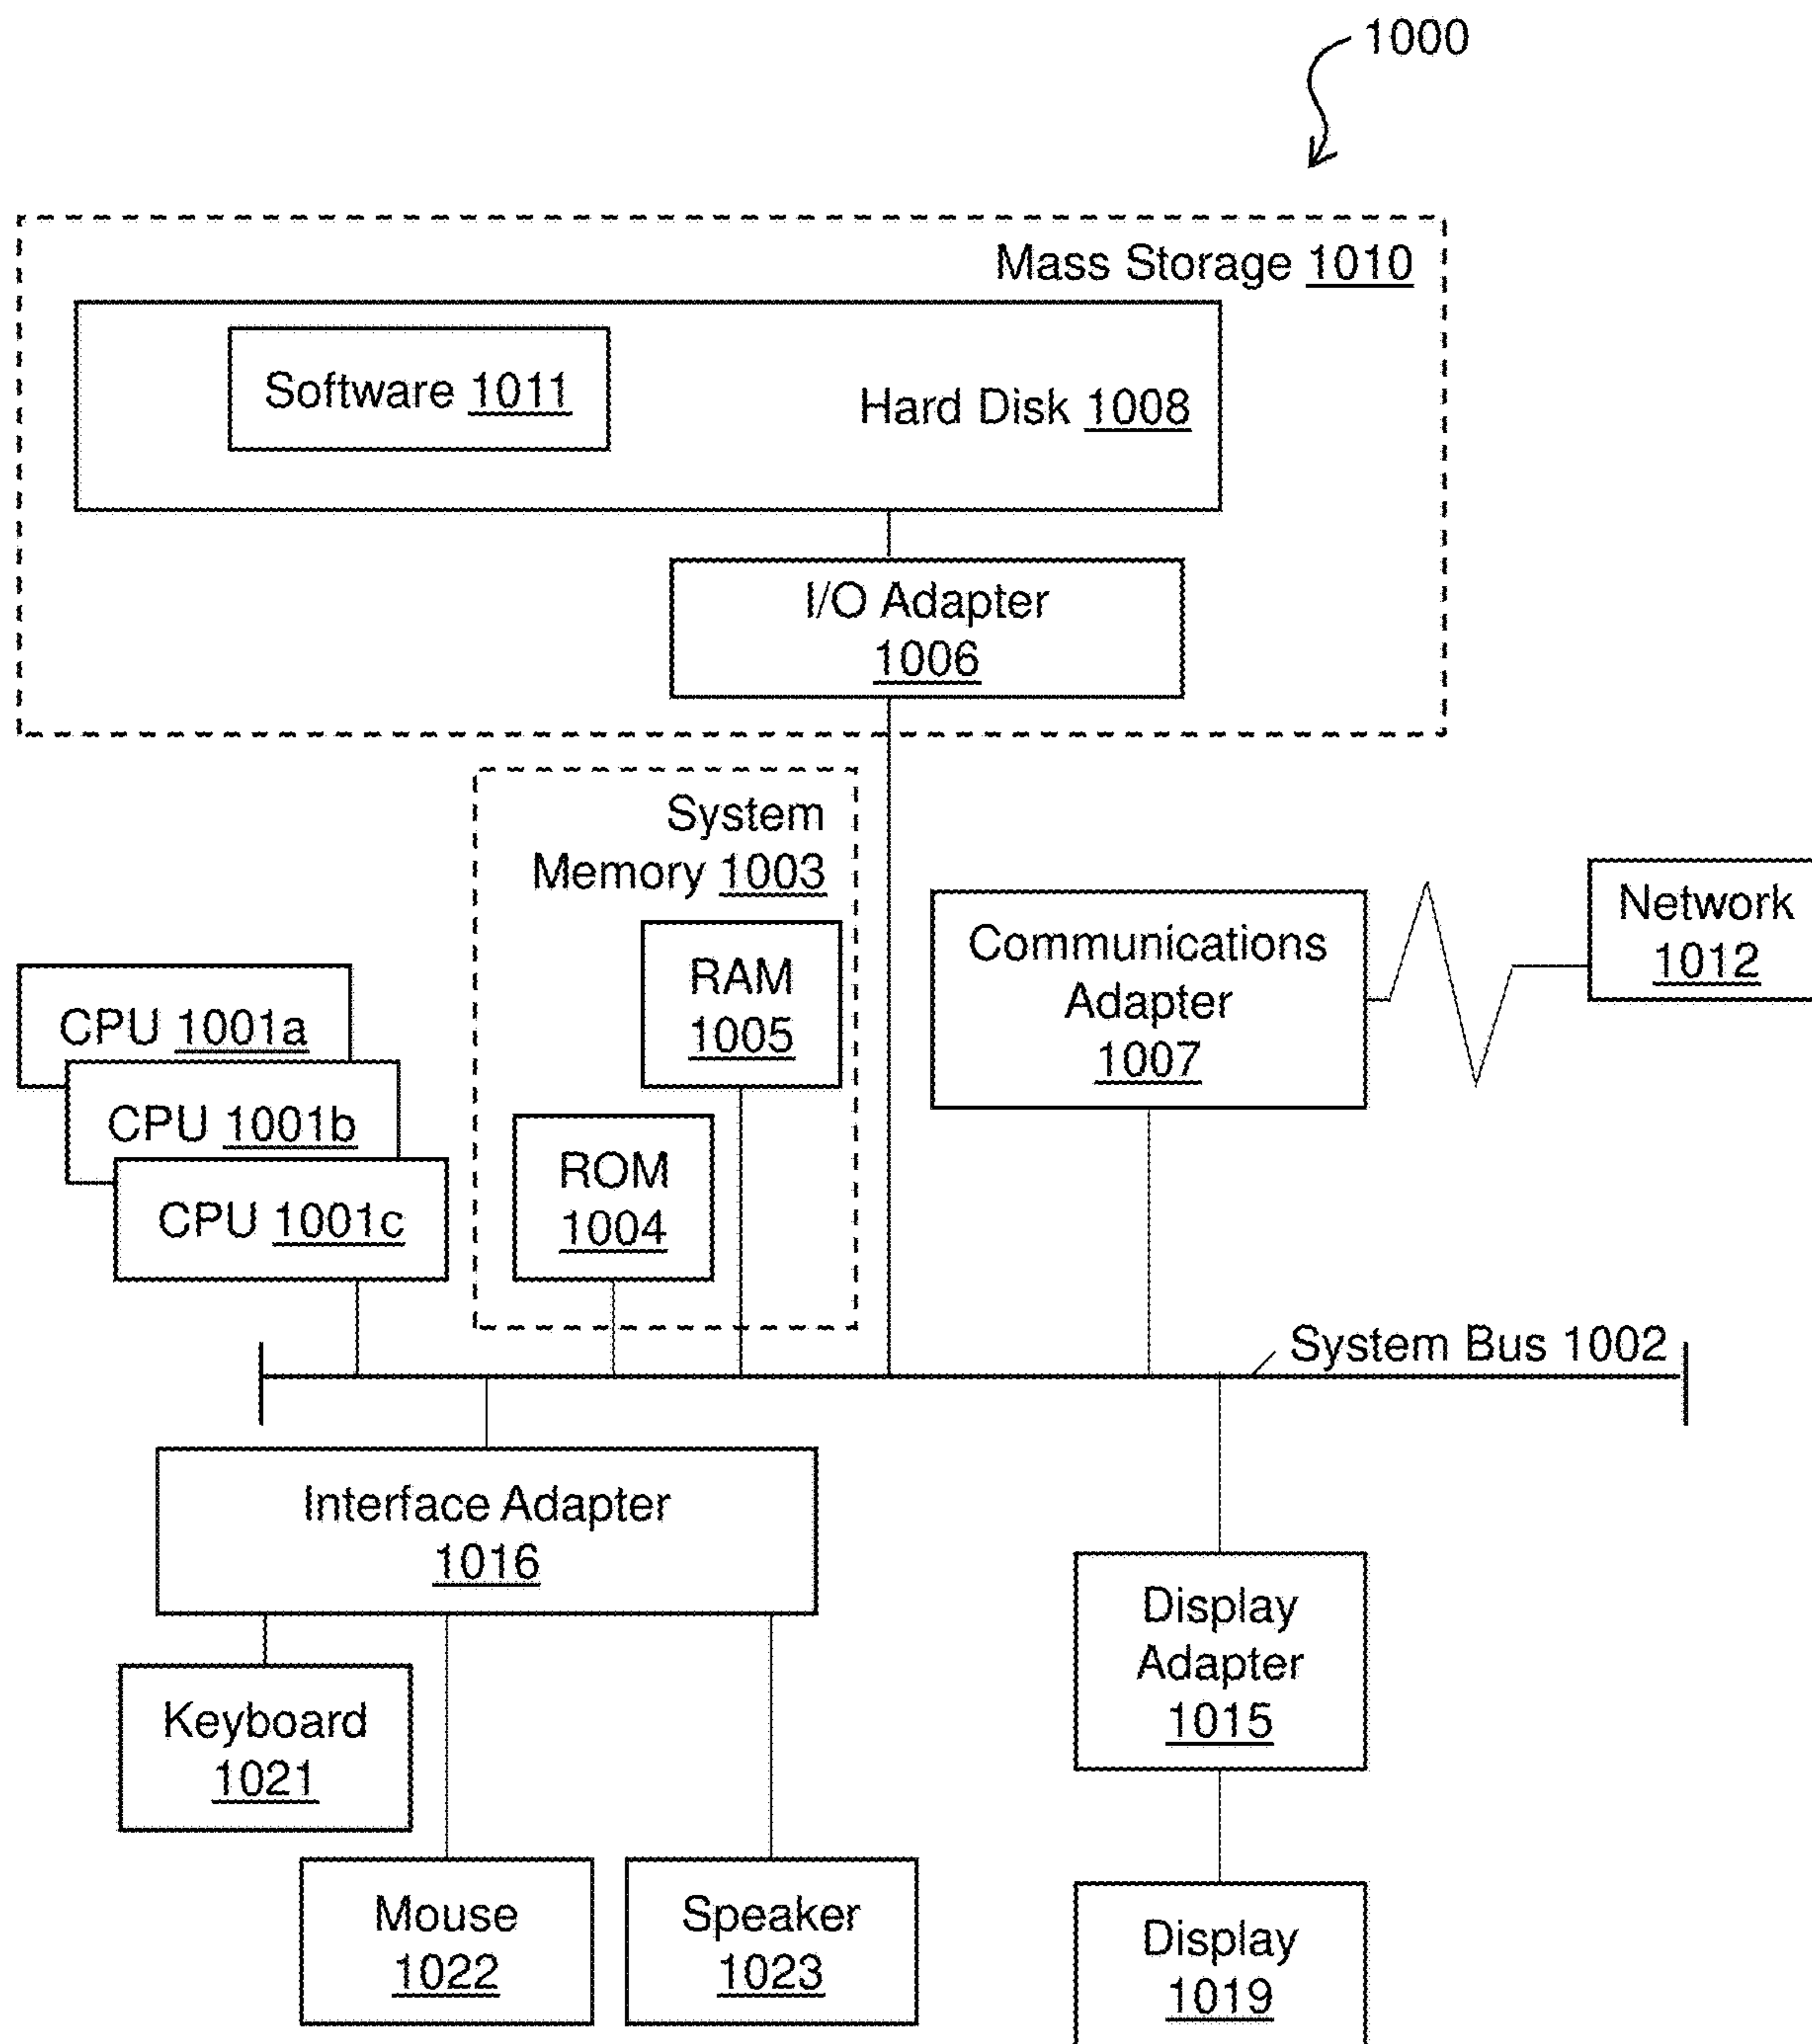 1000
Mass Storage 1010
Software 1011
Hard Disk 1008
I/O Adapter
1006
System
Memory 1003
RAM
1005
ROM
1004
Communications
Adapter
1007
Network
1012
CPU 1001a
CPU 1001b
CPU 1001c
System Bus 1002
Interface Adapter
1016
Display
Adapter
1015
Keyboard
1021
Mouse
1022
Speaker
1023
Display
1019